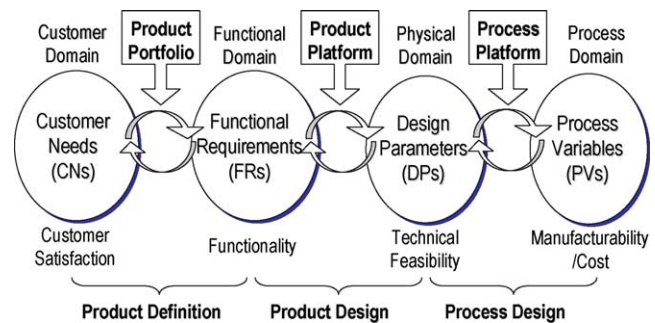 Customer
Domain
Product
Portfolio
Functional
Domain
Product
Platform
Physical
Domain
Process
Platform
Process
Domain
Customer
Needs
(CNs)
Functional
Requirements
(FRs)
Design
Parameters
(DPs)
Process
Variables
(PVs)
Customer
Satisfaction
Functionality
Technical
Feasibility
Manufacturability
/Cost
Product Definition
Product Design
Process Design